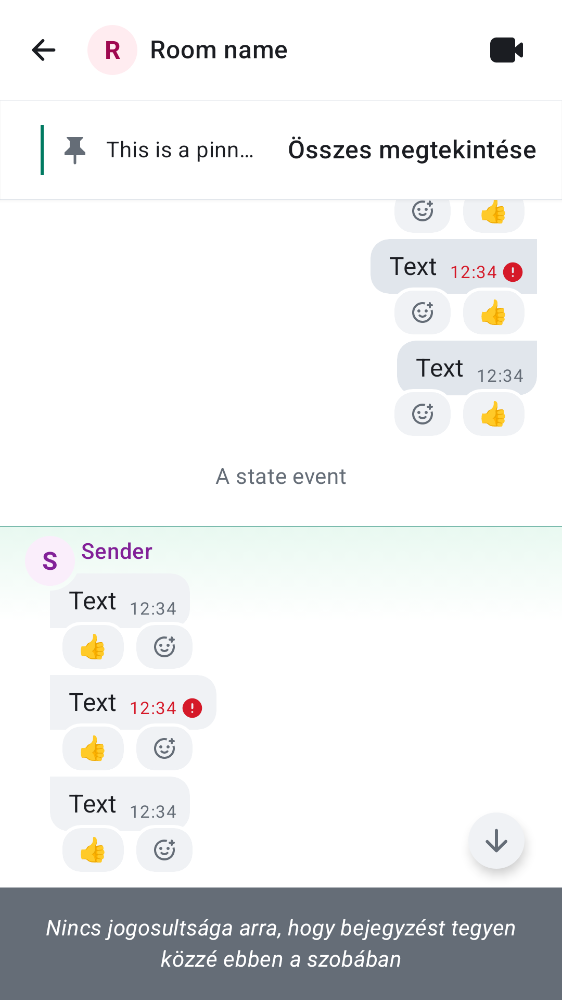 R Room name
This is a pinn… Összes megtekintése
Text 12:34
Text 12:34
A state event
S Sender
Text 12:34
Text 12:34
Text 12:34
Nincs jogosultsága arra, hogy bejegyzést tegyen
közzé ebben a szobában